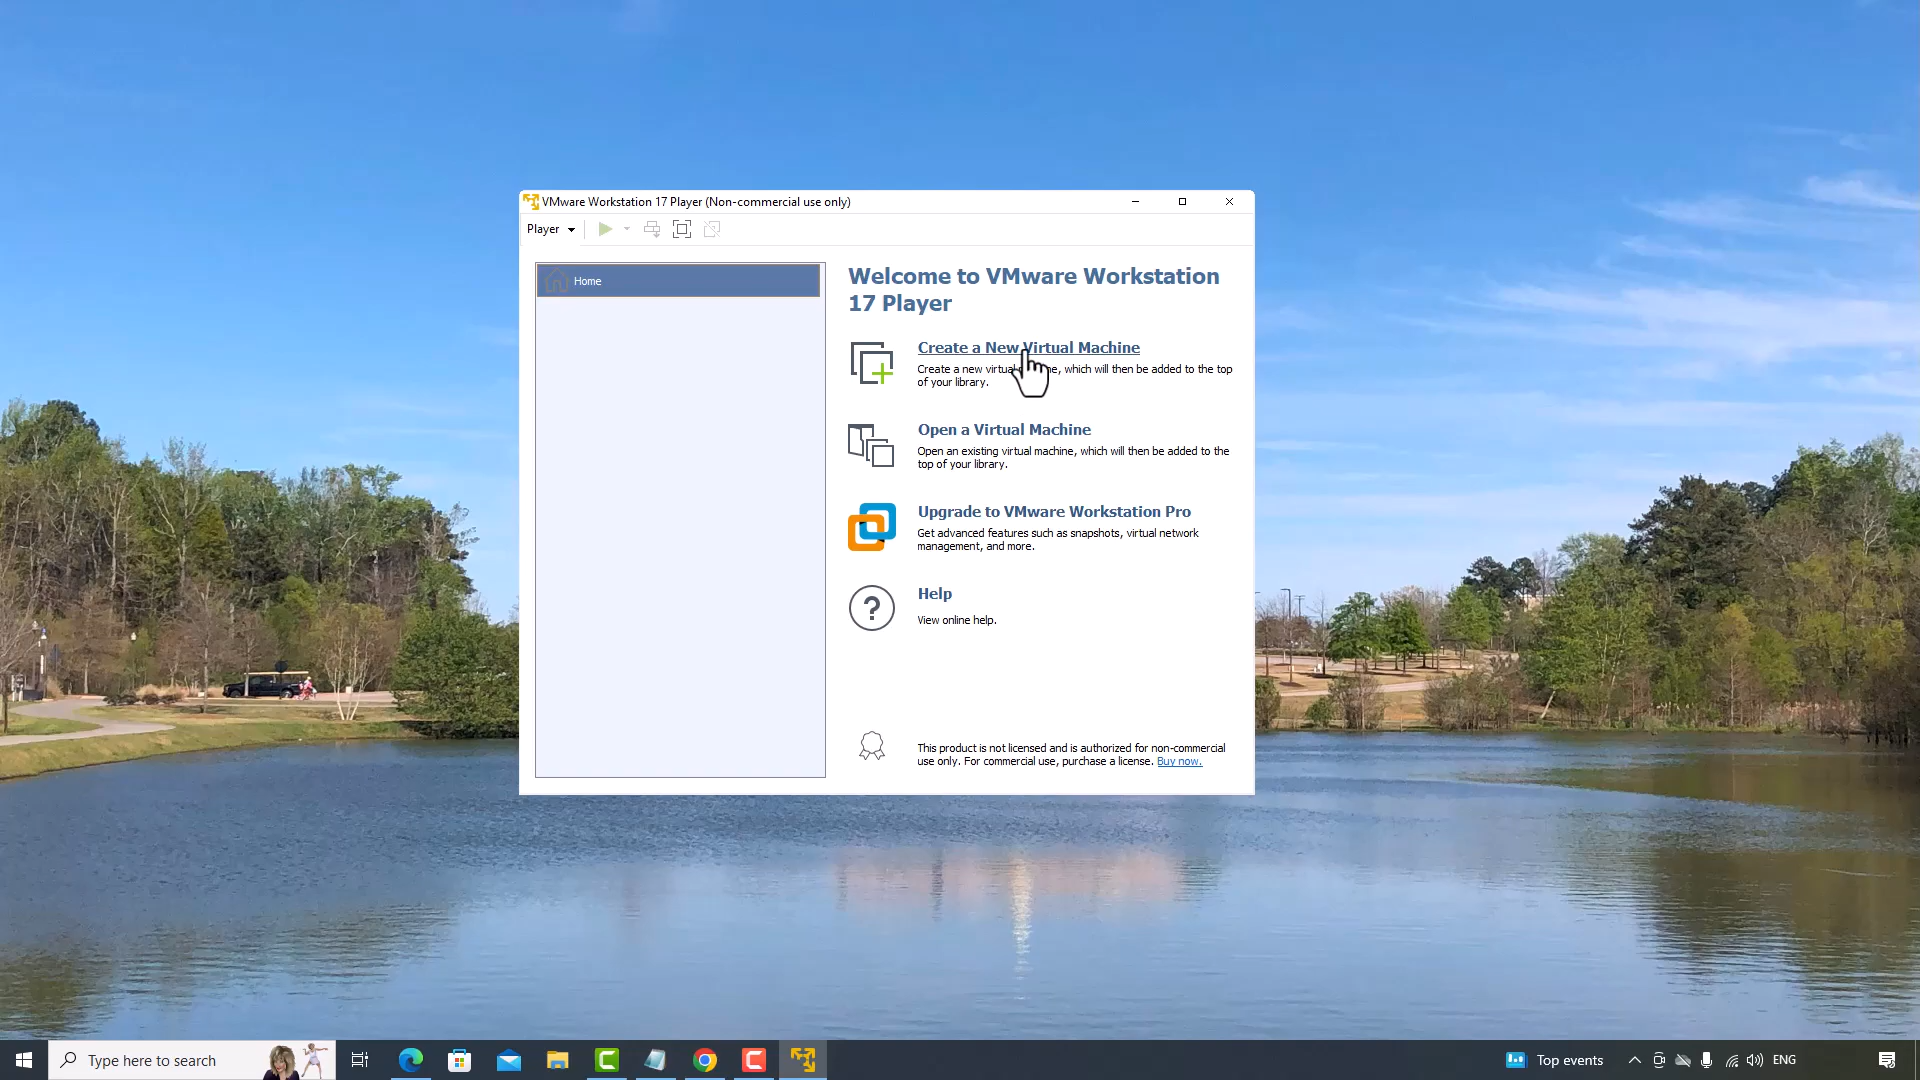 VMware Workstation 17 Player (Non-commercial use only)
Player
Home
Welcome to VMware Workstation
17 Player
Create a New Virtual Machine
Create a new virtual, which will then be added to the top
of your library.
Open a Virtual Machine
Open an existing virtual machine, which will then be added to the
top of your library.
Upgrade to VMware Workstation Pro
Get advanced features such as snapshots, virtual network
management, and more.
?
Help
View online help.
This product is not licensed and is authorized for non-commercial
use only. For commercial use, purchase a license. Buy now.
Type here to search
Top events
ENG